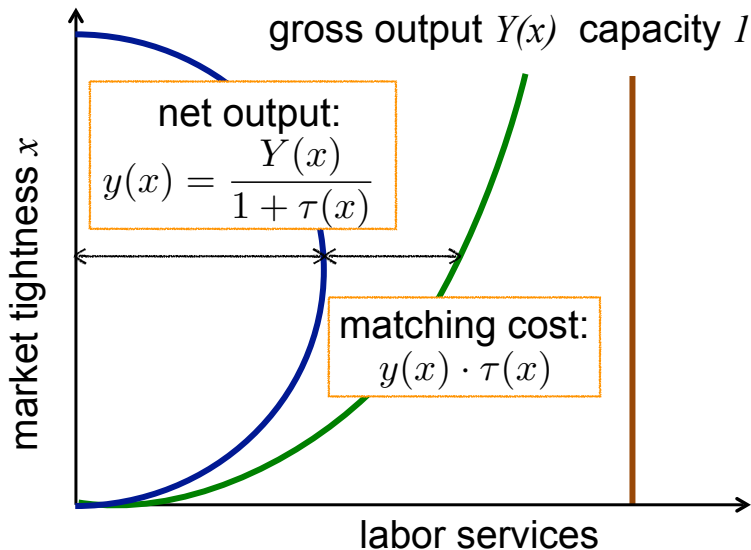 gross output Y(x) capacity 1
net output:
y(x) = Y(x) / 1 + τ(x)
market tightness x
matching cost:
y(x) · τ(x)
labor services